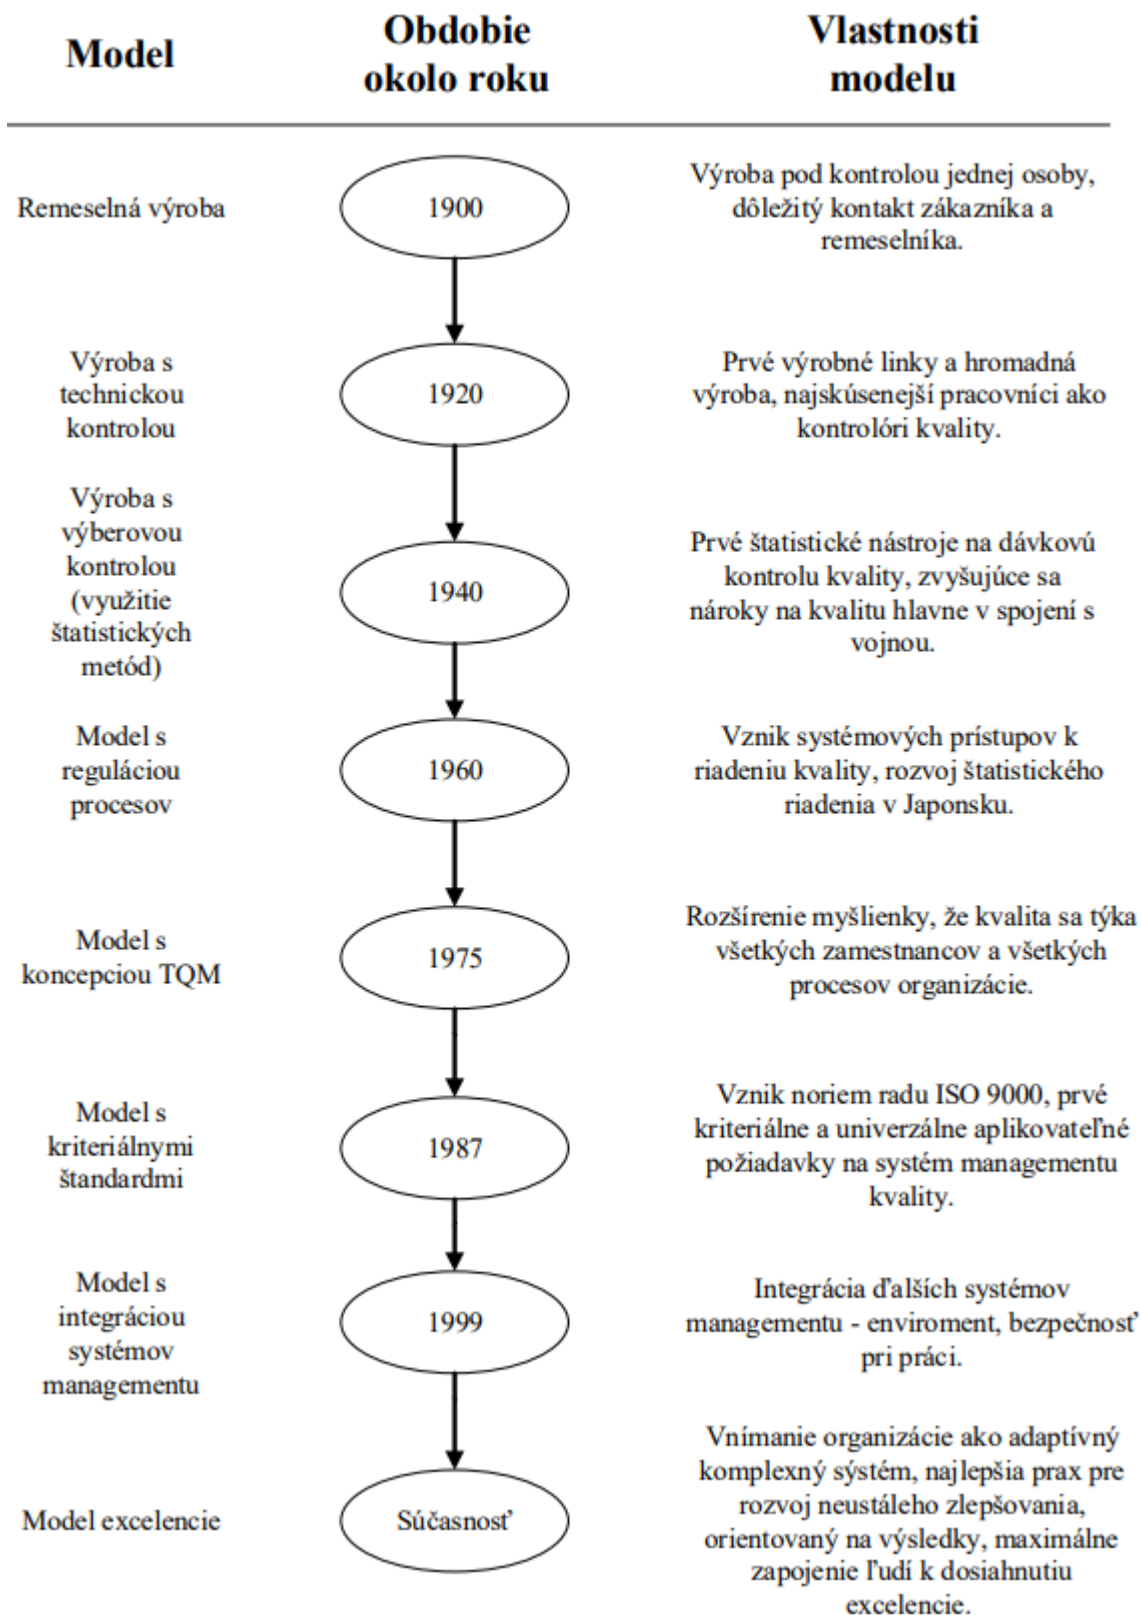 Model
Obdobie
okolo roku
Vlastnosti
modelu
Remeselná výroba
1900
Výroba pod kontrolou jednej osoby,
dôležitý kontakt zákazníka a
remeselníka.
Výroba s
technickou
kontrolou
1920
Prvé výrobné linky a hromadná
výroba, najskúsenejší pracovníci ako
kontrolóri kvality.
Výroba s
výberovou
kontrolou
(využitie
štatistických
metód)
1940
Prvé štatistické nástroje na dávkovú
kontrolu kvality, zvyšujúce sa
nároky na kvalitu hlavne v spojení s
vojnou.
Model s
reguláciou
procesov
1960
Vznik systémových prístupov k
riadeniu kvality, rozvoj štatistického
riadenia v Japonsku.
Model s
koncepciou TQM
1975
Rozšírenie myšlienky, že kvalita sa týka
všetkých zamestnancov a všetkých
procesov organizácie.
Model s
kriteriálnymi
štandardmi
1987
Vznik noriem radu ISO 9000, prvé
kriteriálne a univerzálne aplikovateľné
požiadavky na systém managementu
kvality.
Model s
integráciou
systémov
managementu
1999
Integrácia ďalších systémov
managementu - enviroment, bezpečnosť
pri práci.
Model excelencie
Súčasnosť
Vnímanie organizácie ako adaptívný
komplexný sýstém, najlepšia prax pre
rozvoj neustáleho zlepšovania,
orientovaný na výsledky, maximálne
zapojenie ľudí k dosiahnutiu
excelencie.